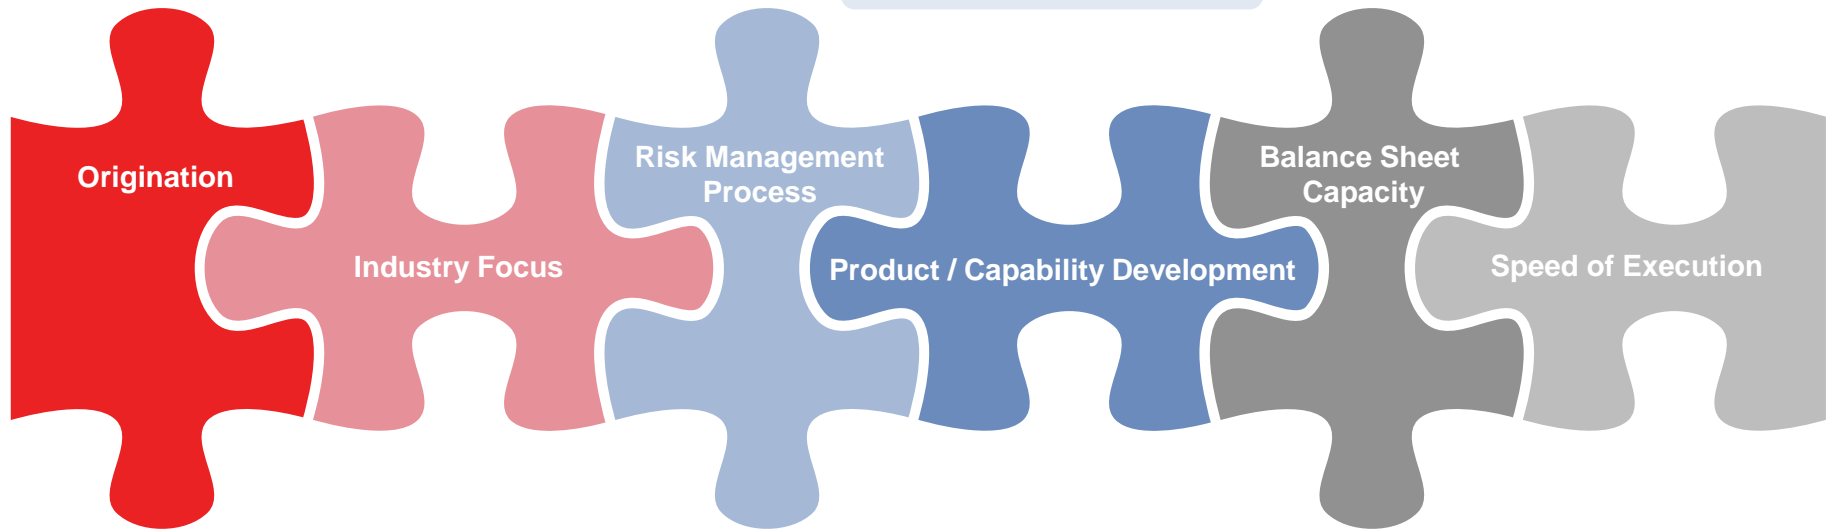 Origination
Industry Focus
Risk Management
Process
Product / Capability Development
Balance Sheet
Capacity
Speed of Execution